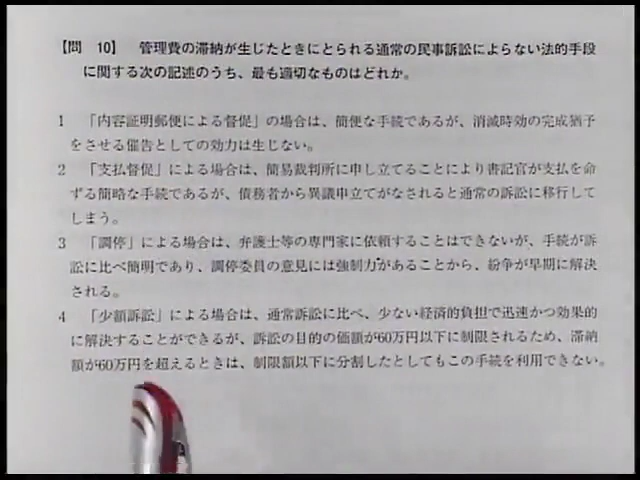 【問 10】 管理費の滞納が生じたときにとられる通常の民事訴訟によらない法的手段
に関する次の記述のうち、最も適切なものはどれか。
1 「内容証明郵便による督促」の場合は、簡便な手続であるが、消滅時効の完成猶予
をさせる催告としての効力は生じない。
2 「支払督促」による場合は、簡易裁判所に申し立てることにより書記官が支払を命
ずる簡略な手続であるが、債務者から異議申立てがなされると通常の訴訟に移行して
しまう。
3 「調停」による場合は、弁護士等の専門家に依頼することはできないが、手続が訴
訟に比べ簡明であり、調停委員の意見には強制力があることから、紛争が早期に解決
される。
4 「少額訴訟」による場合は、通常訴訟に比べ、少ない経済的負担で迅速かつ効果的
に解決することができるが、訴訟の目的の価額が60万円以下に制限されるため、滞納
額が60万円を超えるときは、制限額以下に分割したとしてもこの手続を利用できない。